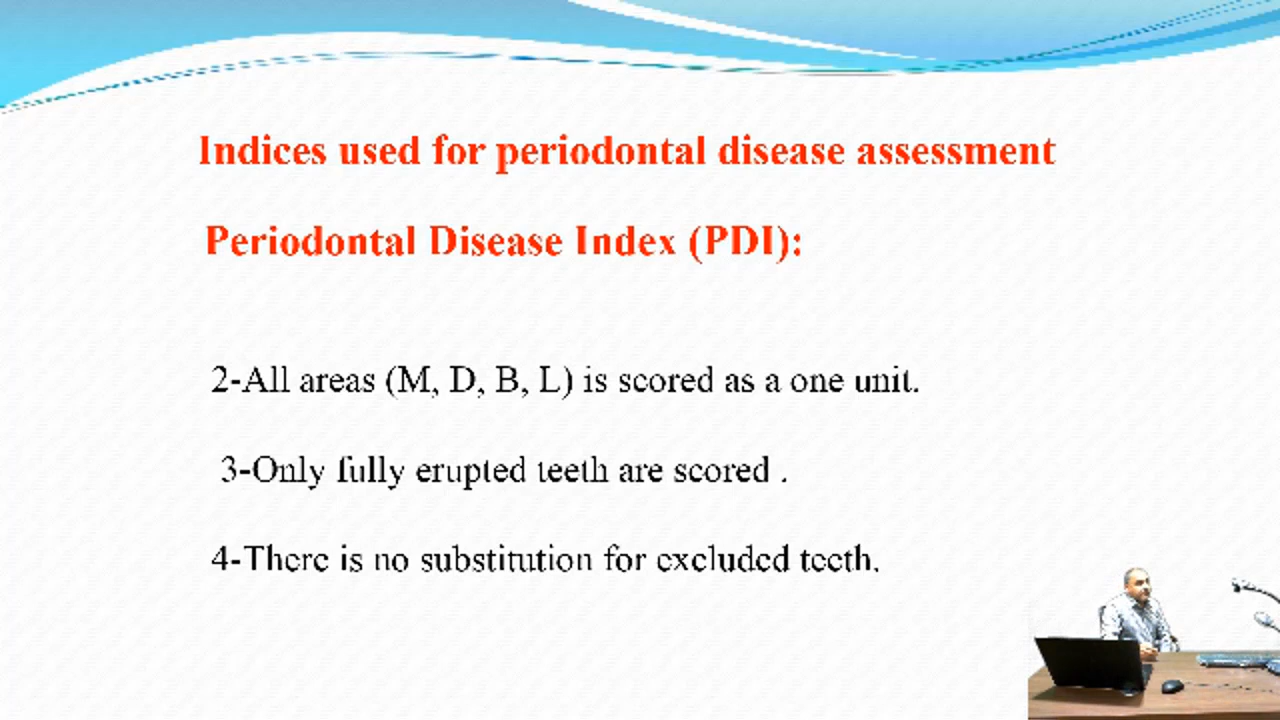 Indices used for periodontal disease assessment
Periodontal Disease Index (PDI):
2-All areas (M, D, B, L) is scored as a one unit.
3-Only fully erupted teeth are scored .
4-There is no substitution for excluded teeth.